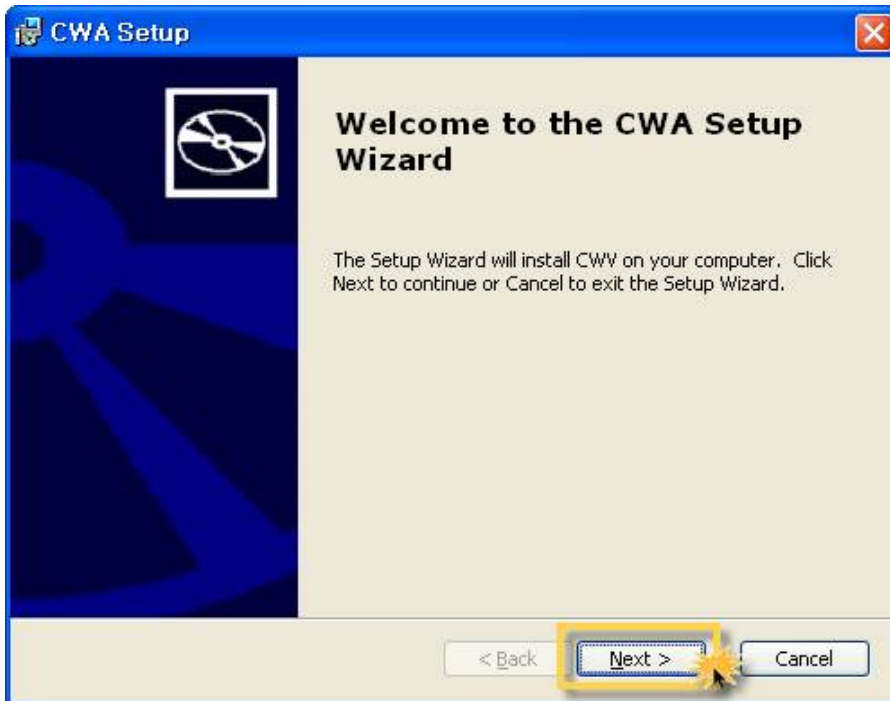 CWA Setup
Welcome to the CWA Setup
Wizard
The Setup Wizard will install CWV on your computer. Click
Next to continue or Cancel to exit the Setup Wizard.
< Back
Next >
Cancel